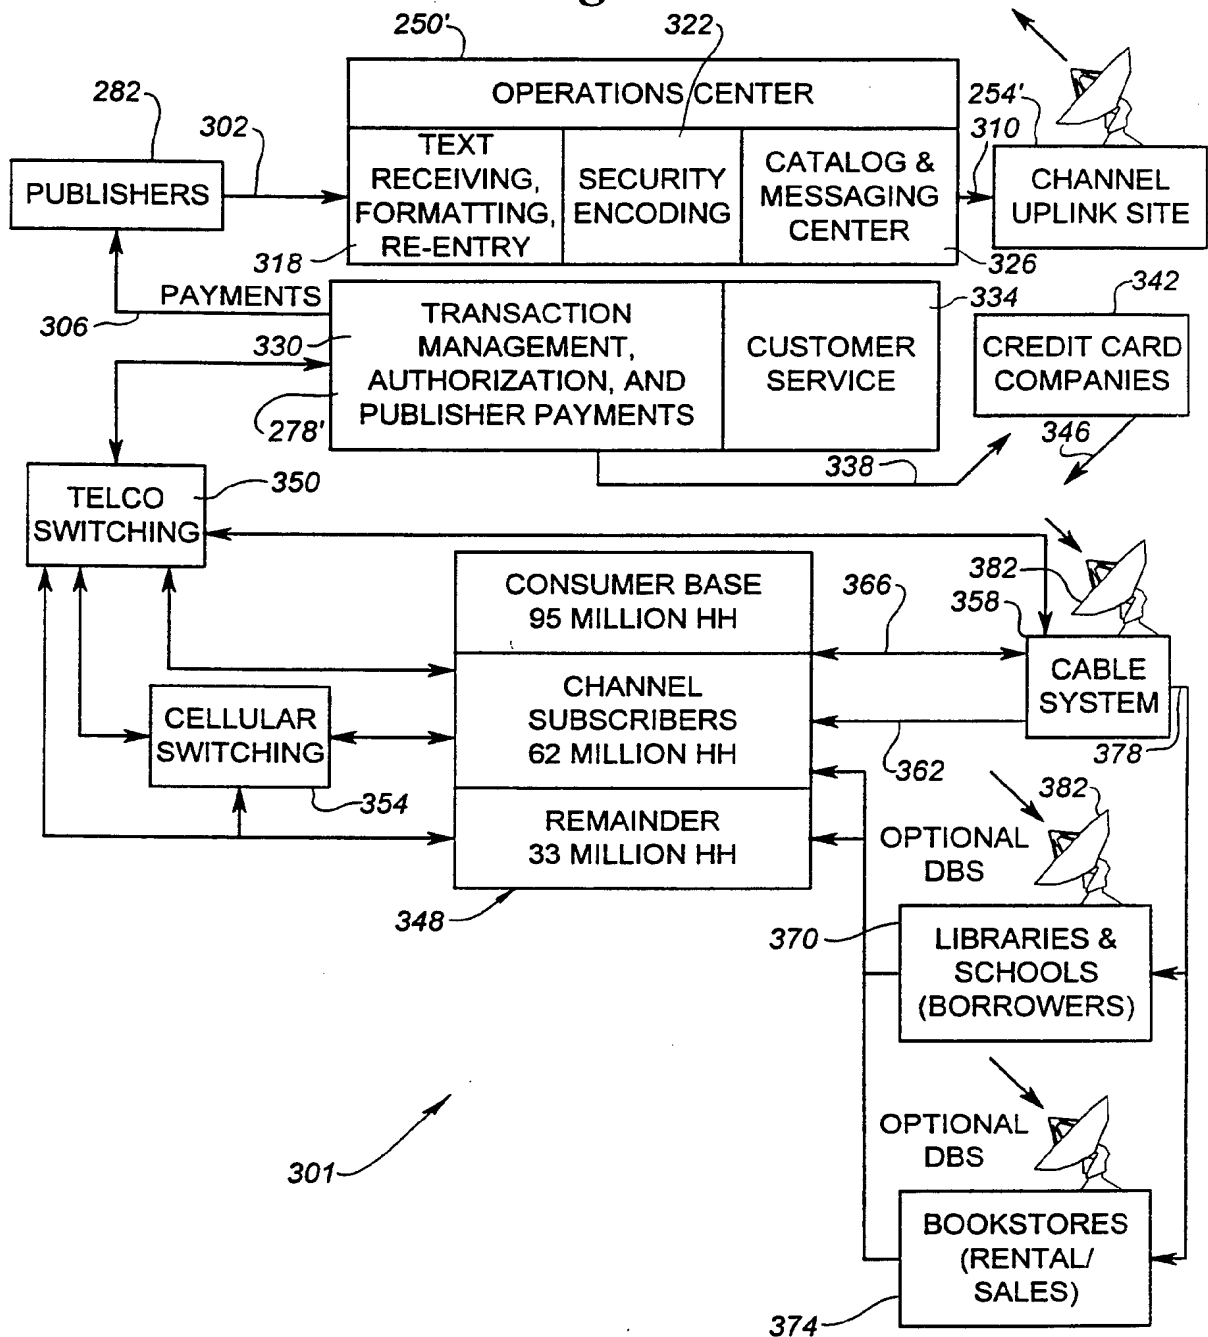 250'
322
282
302
OPERATIONS CENTER
254'
310
PUBLISHERS
TEXT
RECEIVING,
FORMATTING,
RE-ENTRY
SECURITY
ENCODING
CATALOG &
MESSAGING
CENTER
CHANNEL
UPLINK SITE
318
326
PAYMENTS
306
330
278'
TRANSACTION
MANAGEMENT,
AUTHORIZATION, AND
PUBLISHER PAYMENTS
CUSTOMER
SERVICE
334
342
CREDIT CARD
COMPANIES
346
338
350
TELCO
SWITCHING
CONSUMER BASE
95 MILLION HH
366
382
358
CABLE
SYSTEM
CHANNEL
SUBSCRIBERS
62 MILLION HH
CELLULAR
SWITCHING
354
362
378
382
REMAINDER
33 MILLION HH
348
OPTIONAL
DBS
370
LIBRARIES &
SCHOOLS
(BORROWERS)
301
OPTIONAL
DBS
BOOKSTORES
(RENTAL/
SALES)
374